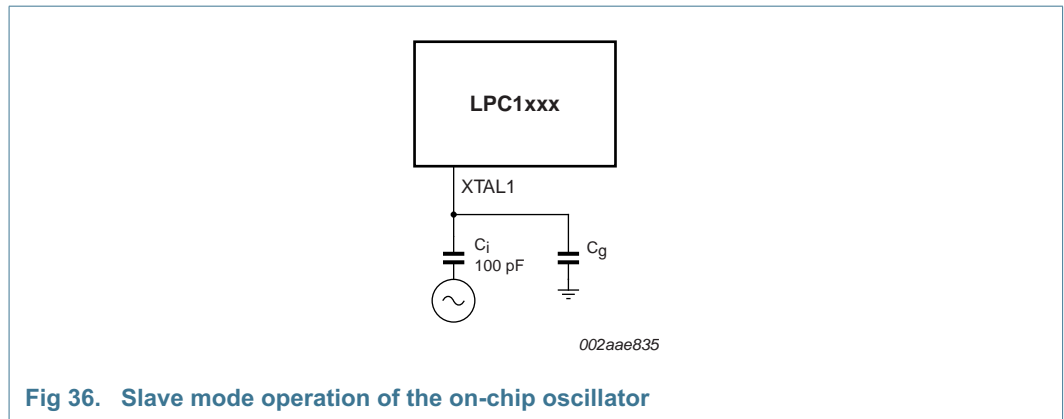 LPC1xxx
XTAL1
Ci
100 pF
Cg
002aae835
Fig 36. Slave mode operation of the on-chip oscillator